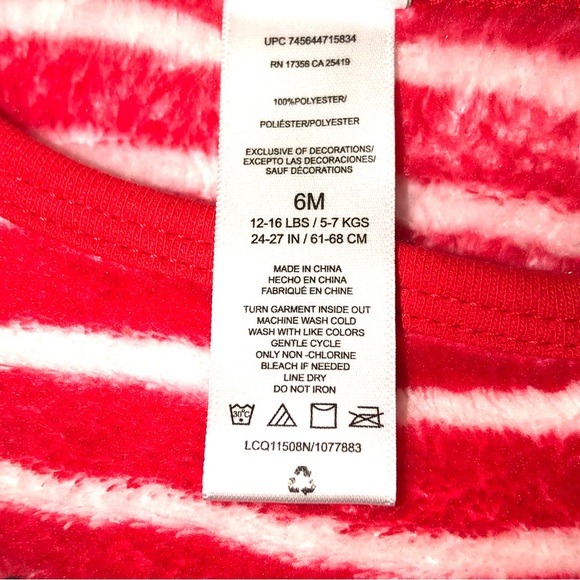 UPC 745644715834
RN 17356 CA 25419
100%POLYESTER/
POLIÉSTER/POLYESTER
EXCLUSIVE OF DECORATIONS/
EXCEPTO LAS DECORACIONES/
SAUF DÉCORATIONS
6M
12-16 LBS / 5-7 KGS
24-27 IN / 61-68 CM
MADE IN CHINA
HECHO EN CHINA
FABRIQUÉ EN CHINE
TURN GARMENT INSIDE OUT
MACHINE WASH COLD
WASH WITH LIKE COLORS
GENTLE CYCLE
ONLY NON -CHLORINE
BLEACH IF NEEDED
LINE DRY
DO NOT IRON
30°C
LCQ11508N/1077883